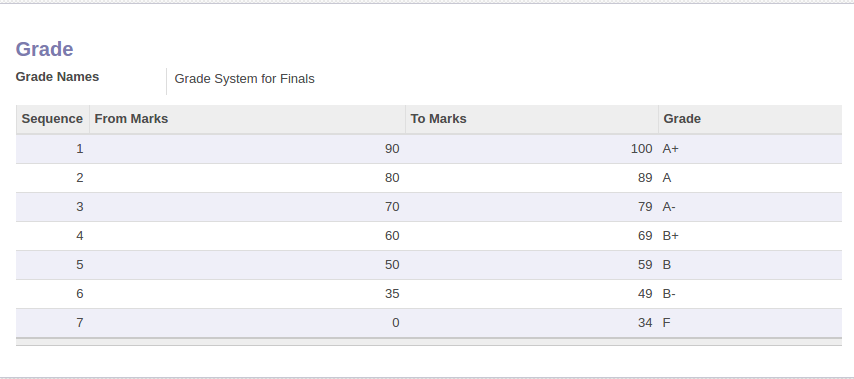 Grade
Grade Names Grade System for Finals
Sequence From Marks To Marks Grade
1 90 100 A+
2 80 89 A
3 70 79 A-
4 60 69 B+
5 50 59 B
6 35 49 B-
7 0 34 F